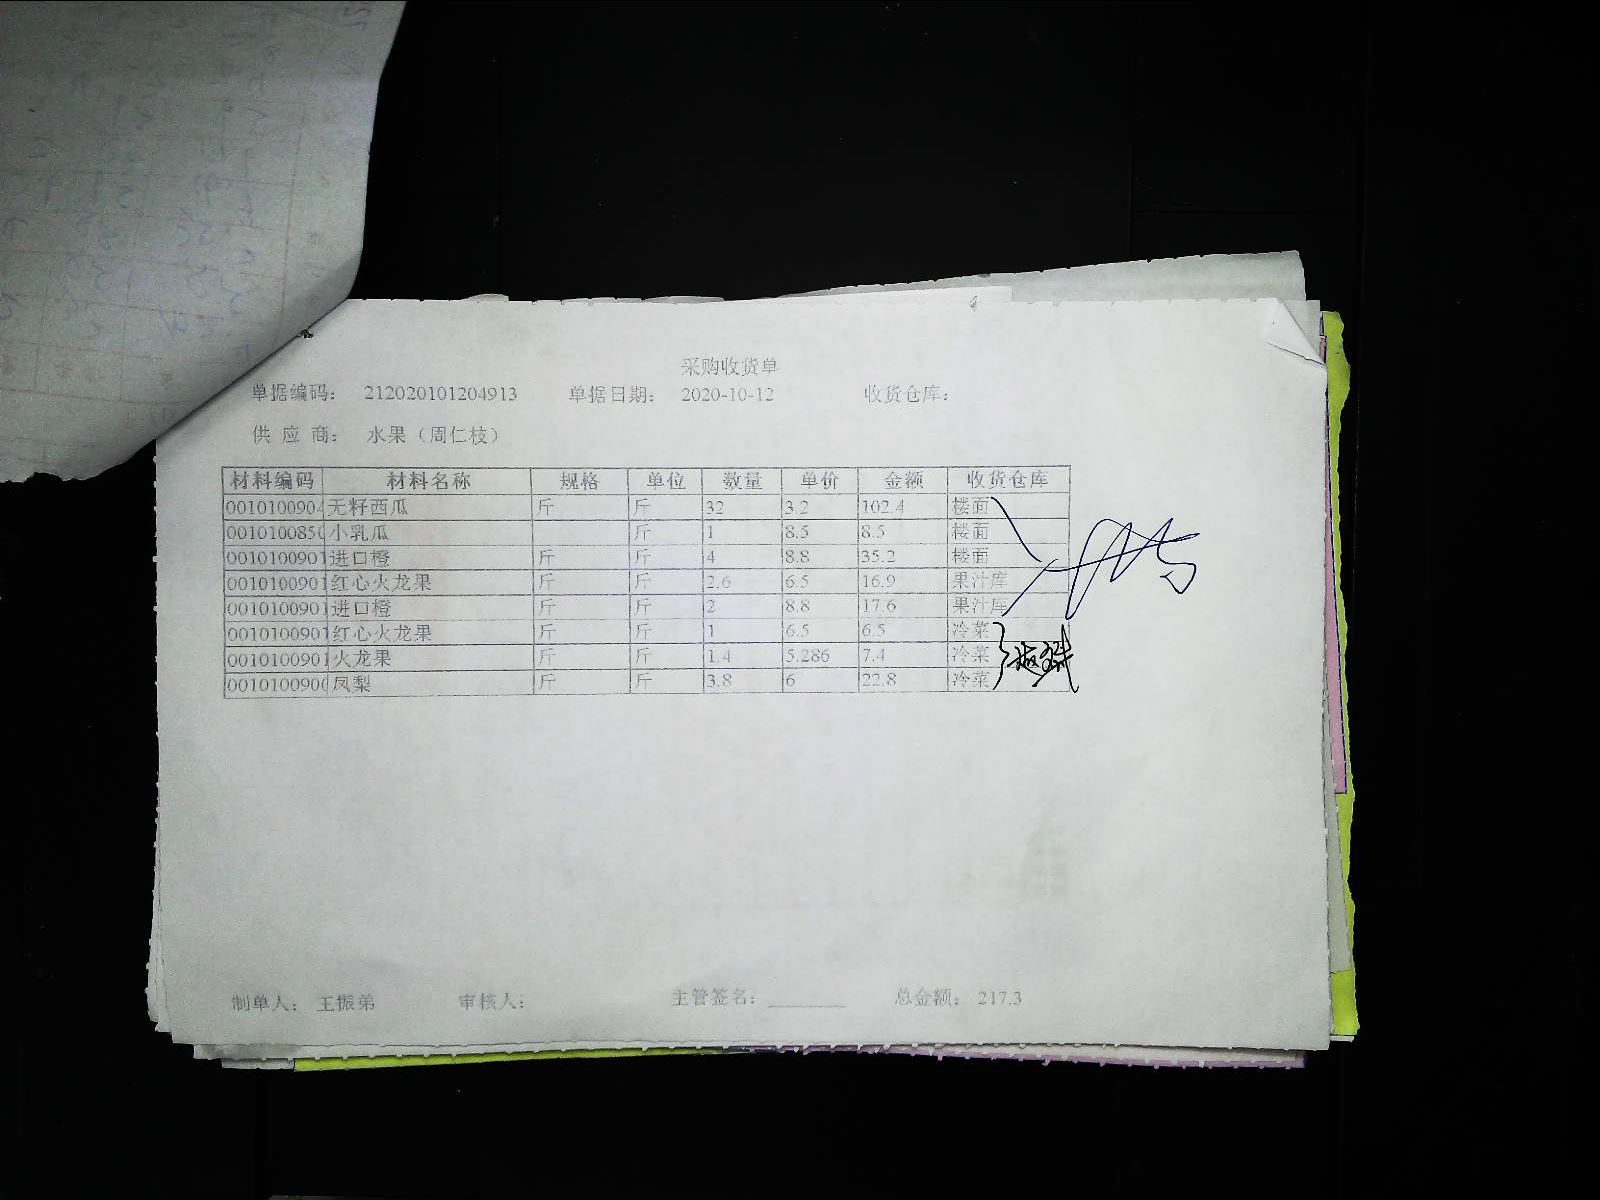 采购收货单
单据编码： 212020101204913 单据日期： 2020-10-12 收货仓库：
供 应 商： 水果（周仁枝）
材料编码 材料名称 规格 单位 数量 单价 金额 收货仓库
0010100904 无籽西瓜 斤 斤 32 3.2 102.4 楼面
001010085 小乳瓜 斤 1 8.5 8.5 楼面
0010100901 进口橙 斤 斤 4 8.8 35.2 楼面
0010100901 红心火龙果 斤 斤 2.6 6.5 16.9 果汁库
0010100901 进口橙 斤 斤 2 8.8 17.6 果汁库
0010100901 红心火龙果 斤 斤 1 6.5 6.5 冷菜
0010100901 火龙果 斤 斤 1.4 5.286 7.4 冷菜
001010090 凤梨 斤 斤 3.8 6 22.8 冷菜
制单人： 王振弟 审核人： 主管签名： 总金额： 217.3